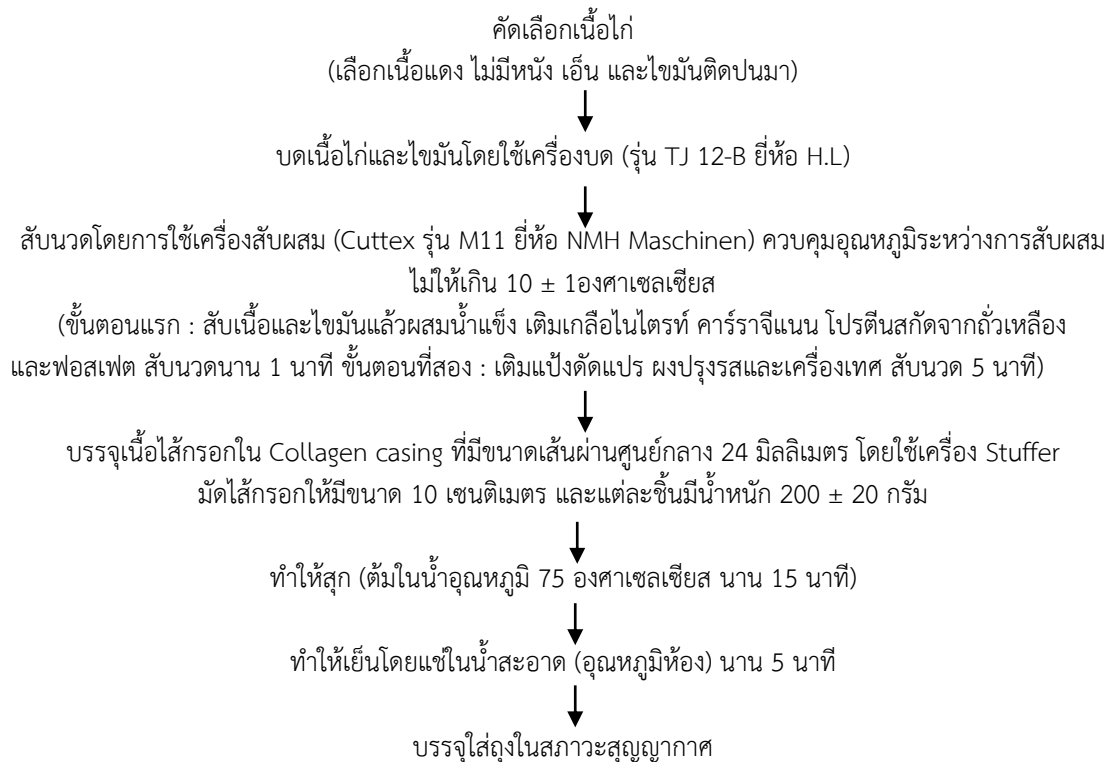 คัดเลือกเนื้อไก่
(เลือกเนื้อแดง ไม่มีหนัง เอ็น และไขมันติดปนมา)
บดเนื้อไก่และไขมันโดยใช้เครื่องบด (รุ่น TJ 12-B ยี่ห้อ H.L)
สับนวดโดยการใช้เครื่องสับผสม (Cuttex รุ่น M11 ยี่ห้อ NMH Maschinen) ควบคุมอุณหภูมิระหว่างการสับผสม
ไม่ให้เกิน 10 ± 1องศาเซลเซียส
(ขั้นตอนแรก : สับเนื้อและไขมันแล้วผสมน้ำแข็ง เติมเกลือไนไตรท์ คาร์ราจีแนน โปรตีนสกัดจากถั่วเหลือง
และฟอสเฟต สับนวดนาน 1 นาที ขั้นตอนที่สอง : เติมแป้งดัดแปร ผงปรุงรสและเครื่องเทศ สับนวด 5 นาที)
บรรจุเนื้อไส้กรอกใน Collagen casing ที่มีขนาดเส้นผ่านศูนย์กลาง 24 มิลลิเมตร โดยใช้เครื่อง Stuffer
มัดไส้กรอกให้มีขนาด 10 เซนติเมตร และแต่ละชิ้นมีน้ำหนัก 200 ± 20 กรัม
ทำให้สุก (ต้มในน้ำอุณหภูมิ 75 องศาเซลเซียส นาน 15 นาที)
ทำให้เย็นโดยแช่ในน้ำสะอาด (อุณหภูมิห้อง) นาน 5 นาที
บรรจุใส่ถุงในสภาวะสุญญากาศ